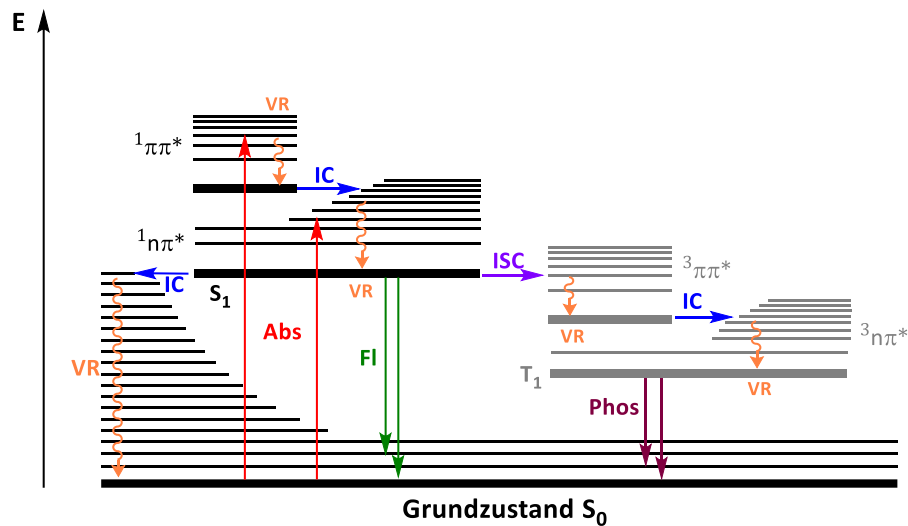 E
VR
¹ππ*
IC
¹nπ*
ISC
³ππ*
IC
S₁
VR
IC
VR
³nπ*
Abs
Fl
VR
T₁
VR
Phos
Grundzustand S₀